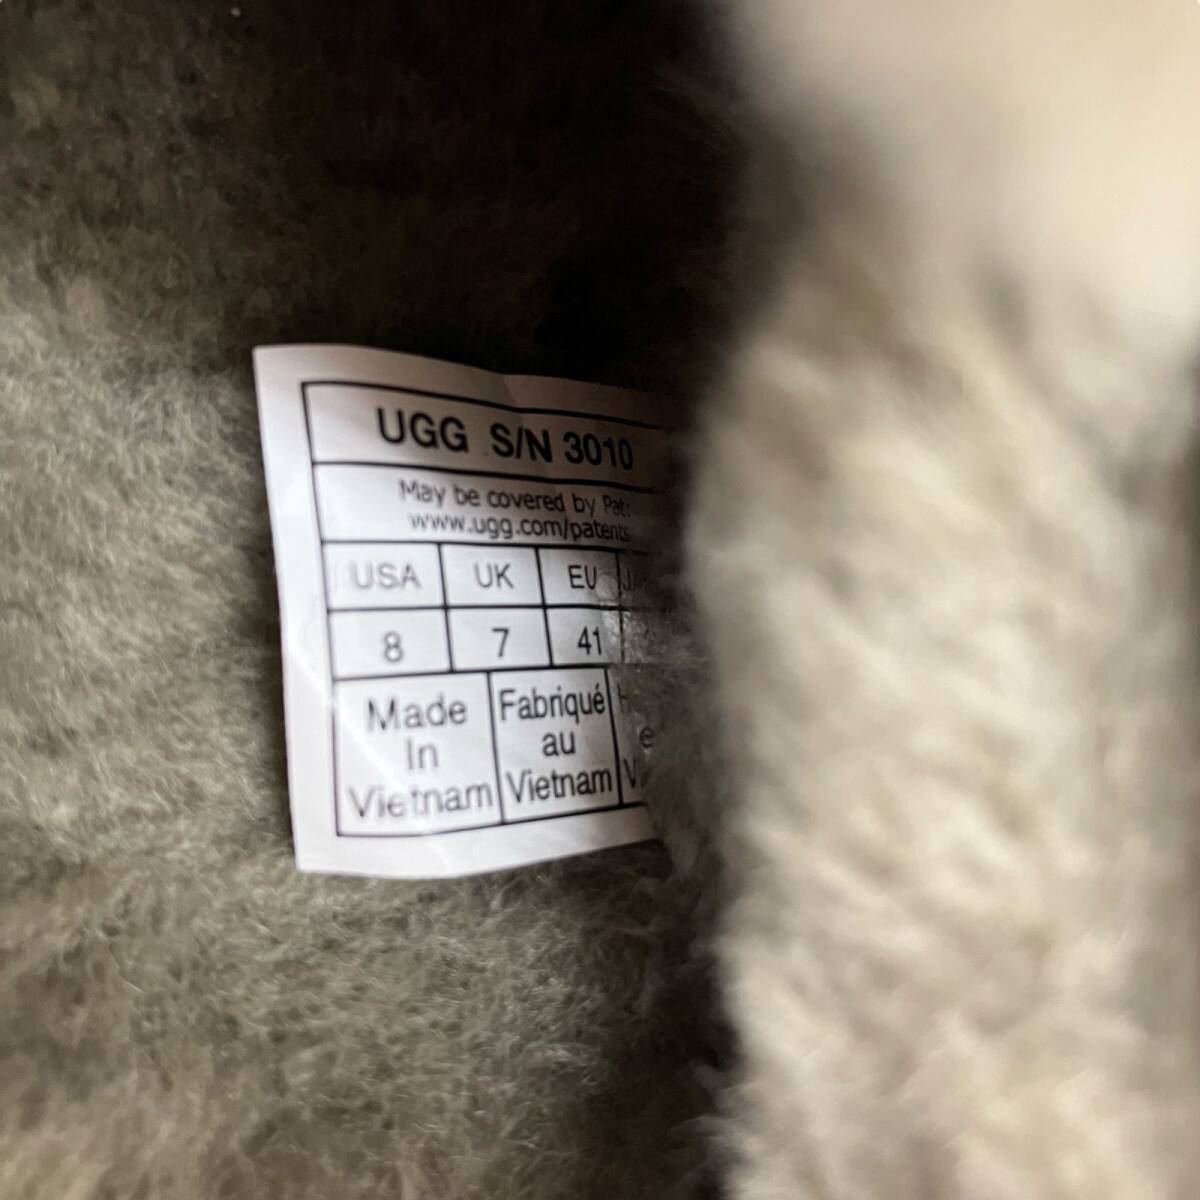 UGG S/N 3010
May be covered by Pat:
www.ugg.com/patents
USA UK EU
8 7 41
Made
In
Vietnam
Fabriqué
au
Vietnam